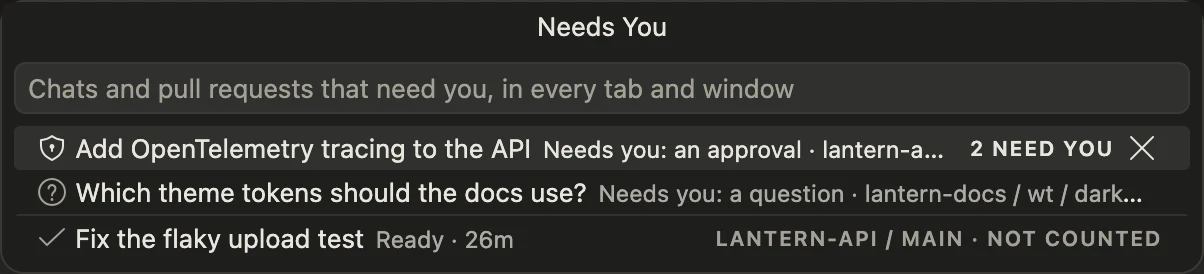 Needs You
Chats and pull requests that need you, in every tab and window
Add OpenTelemetry tracing to the API Needs you: an approval · lantern-a... 2 NEED YOU
Which theme tokens should the docs use? Needs you: a question · lantern-docs / wt / dark...
Fix the flaky upload test Ready · 26m LANTERN-API / MAIN · NOT COUNTED